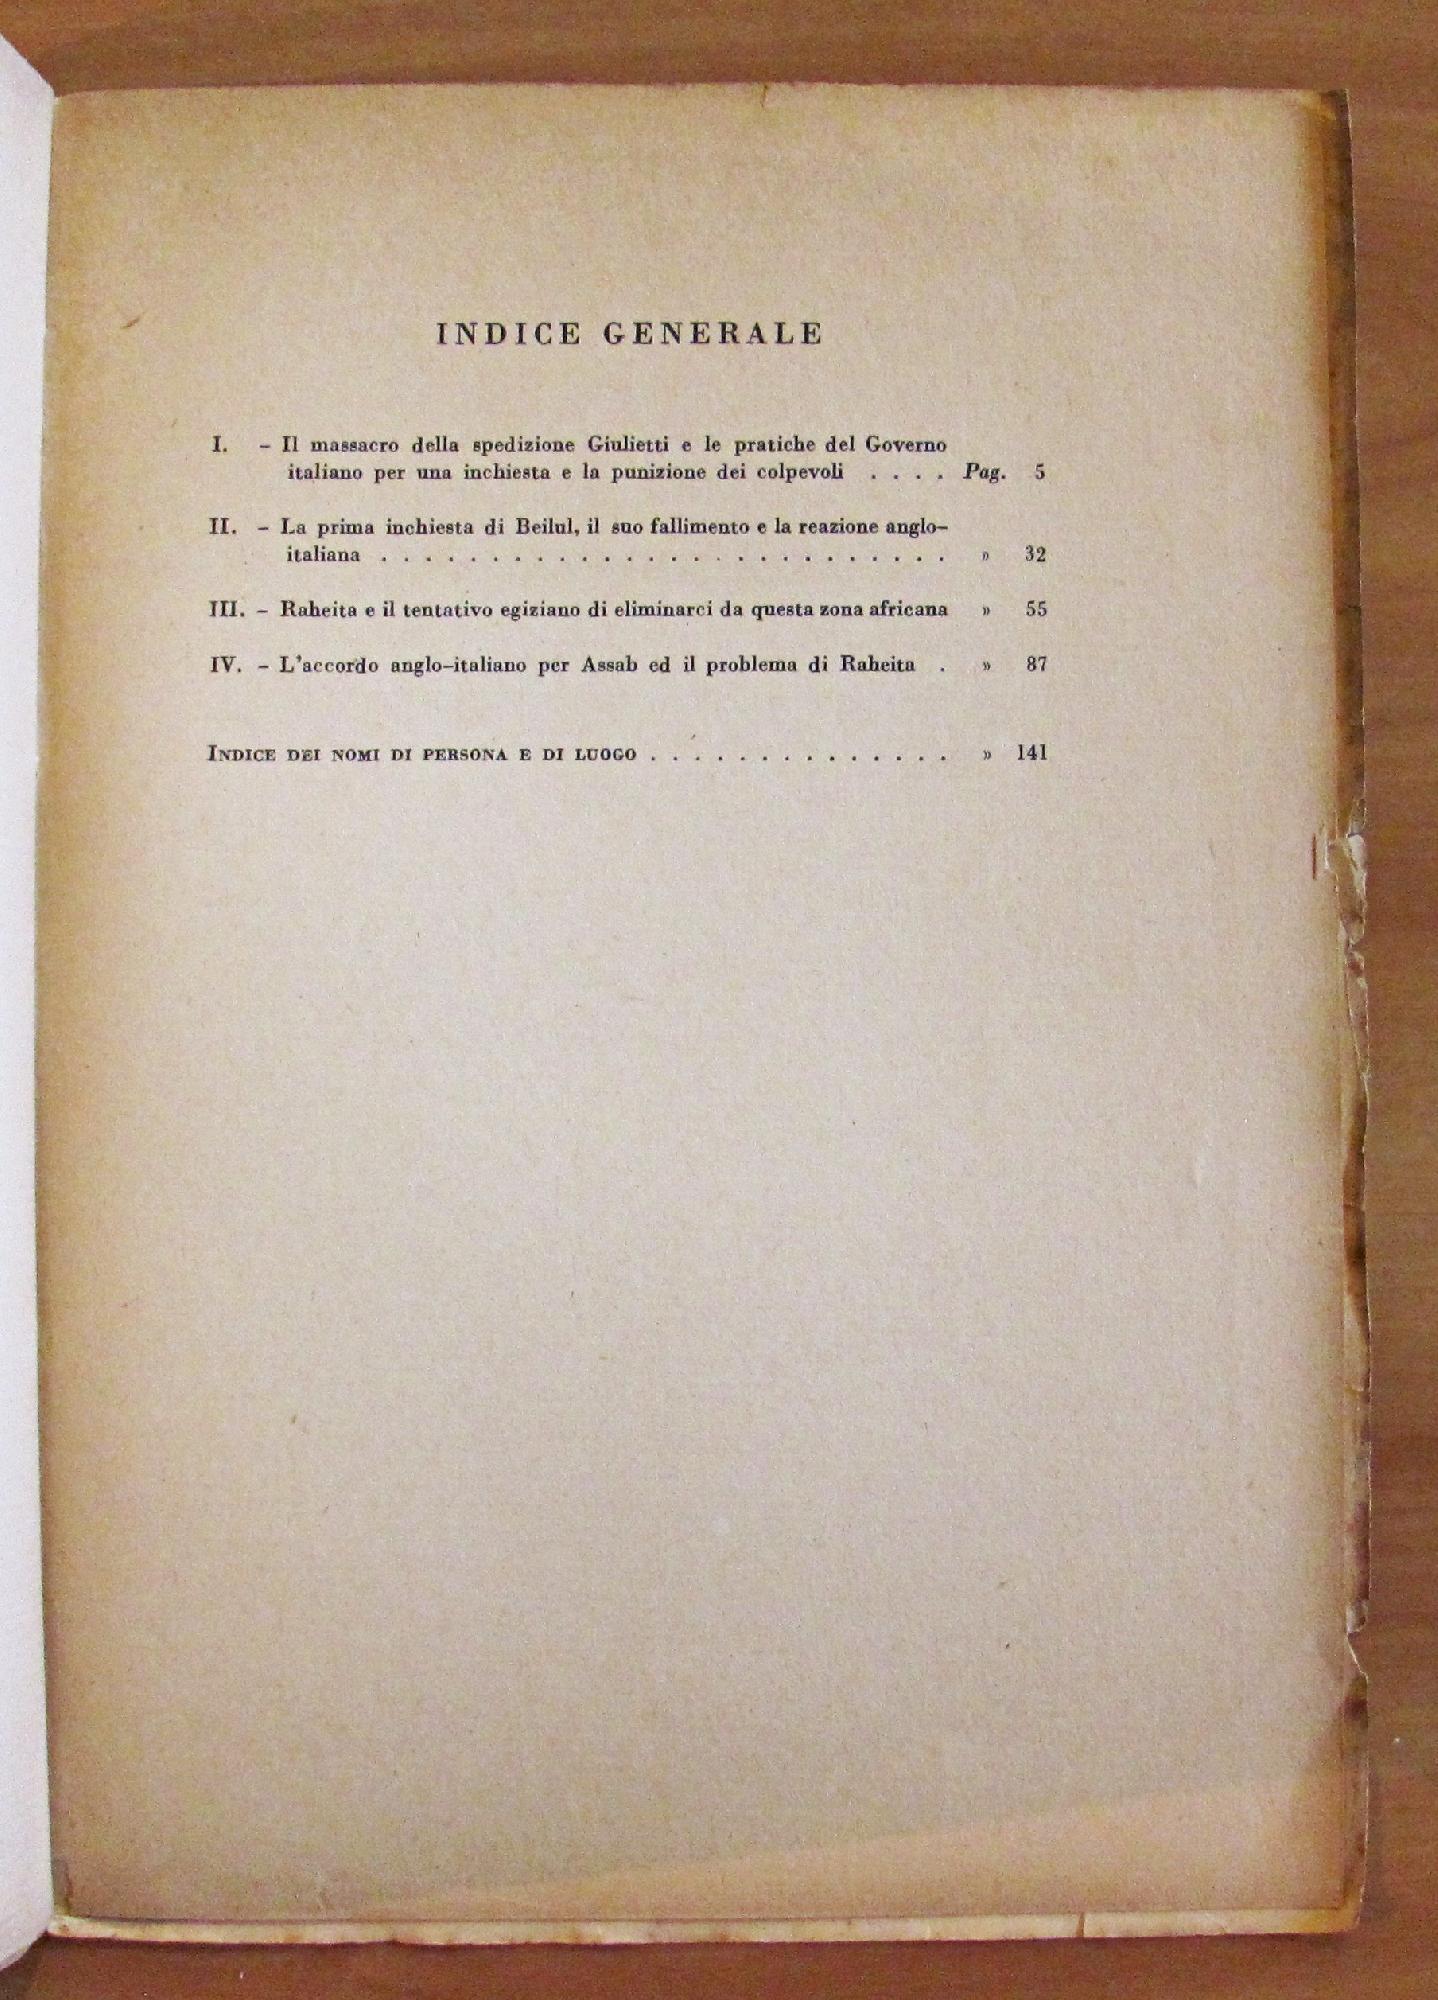 INDICE GENERALE
I. – Il massacro della spedizione Giulietti e le pratiche del Governo
italiano per una inchiesta e la punizione dei colpevoli . . . . Pag. 5
II. – La prima inchiesta di Beilul, il suo fallimento e la reazione anglo-
italiana . . . . . . . . . . . . . . . . . . . . . . . . . . » 32
III. – Raheita e il tentativo egiziano di eliminarci da questa zona africana » 55
IV. – L'accordo anglo-italiano per Assab ed il problema di Raheita . » 87
INDICE DEI NOMI DI PERSONA E DI LUOGO . . . . . . . . . . . . . . » 141